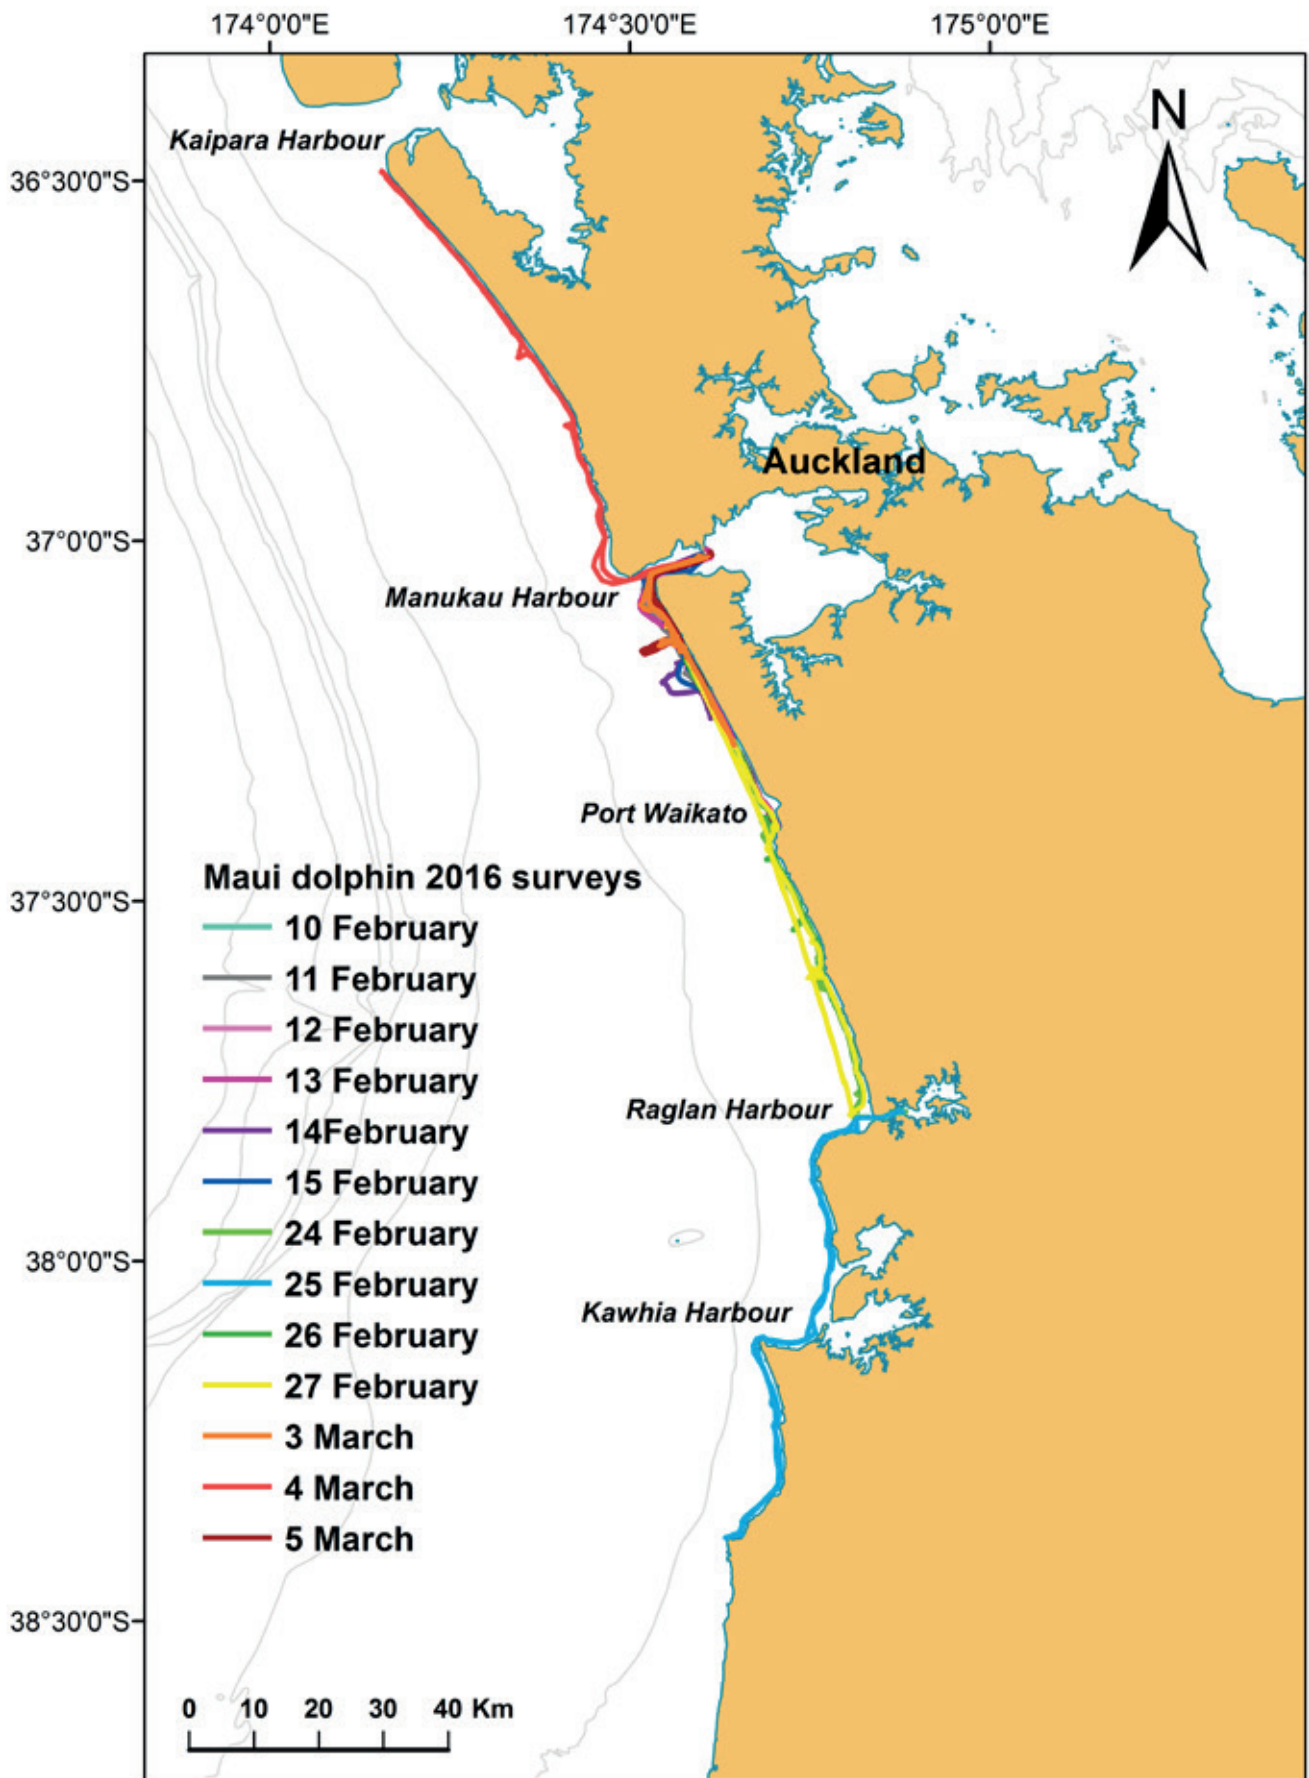 174°0'0"E 174°30'0"E 175°0'0"E
N
Kaipara Harbour
36°30'0"S
Auckland
37°0'0"S
Manukau Harbour
Port Waikato
Maui dolphin 2016 surveys
37°30'0"S
10 February
11 February
12 February
13 February
Raglan Harbour
14February
15 February
24 February
38°0'0"S
25 February
Kawhia Harbour
26 February
27 February
3 March
4 March
5 March
38°30'0"S
0 10 20 30 40 Km